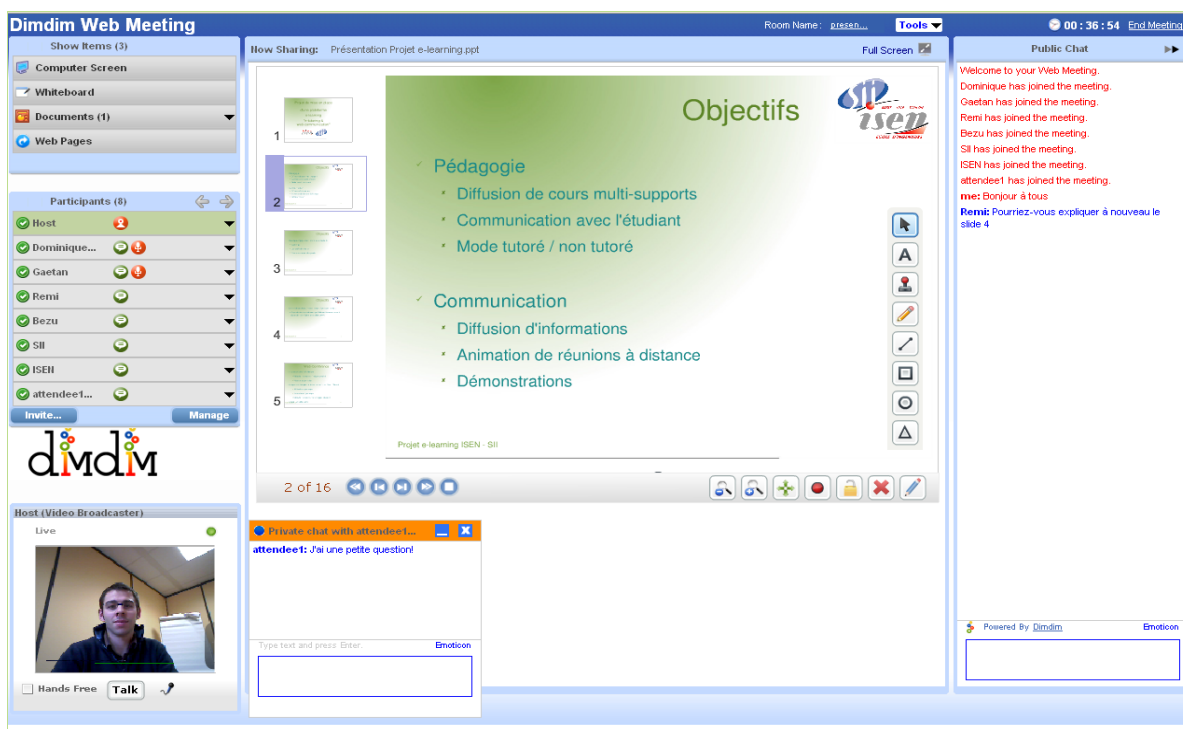 Dimdim Web Meeting
Room Name: presen...
Tools
00 : 36 : 54 End Meeting
Show Items (3)
Computer Screen
Whiteboard
Documents (1)
Web Pages
Participants (8)
Host
Dominique...
Gaetan
Remi
Bezu
SII
ISEN
attendee1...
Invite...
Manage
dimdim
Host (Video Broadcaster)
Live
Hands Free
Talk
Now Sharing: Présentation Projet e-learning.ppt
Full Screen
1
2
3
4
5
Objectifs
isen
Pédagogie
Diffusion de cours multi-supports
Communication avec l'étudiant
Mode tutoré / non tutoré
Communication
Diffusion d'informations
Animation de réunions à distance
Démonstrations
Projet e-learning ISEN - SII
A
2 of 16
Private chat with attendee1...
attendee1: J'ai une petite question!
Type text and press Enter.
Emoticon
Public Chat
Welcome to your Web Meeting.
Dominique has joined the meeting.
Gaetan has joined the meeting.
Remi has joined the meeting.
Bezu has joined the meeting.
SII has joined the meeting.
ISEN has joined the meeting.
attendee1 has joined the meeting.
me: Bonjour à tous
Remi: Pourriez-vous expliquer à nouveau le
slide 4
Powered By Dimdim
Emoticon